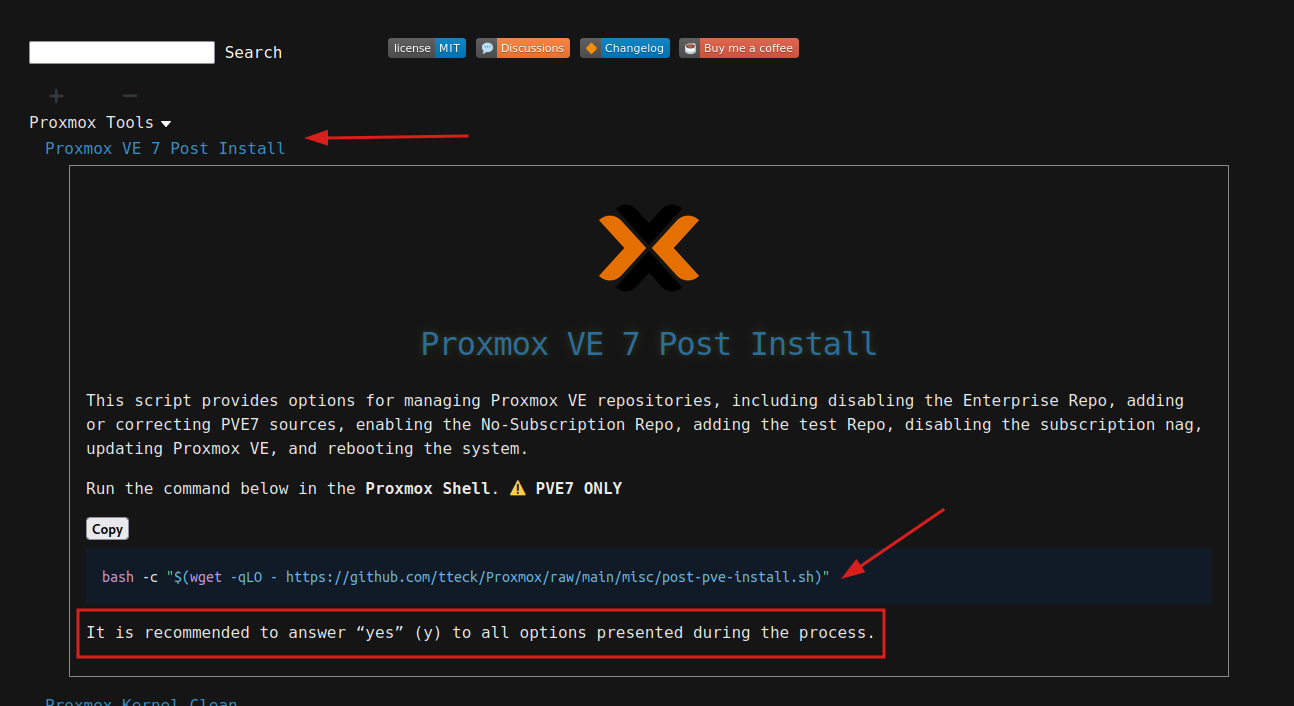 Search
license MIT
Discussions
Changelog
Buy me a coffee
+ −
Proxmox Tools
Proxmox VE 7 Post Install
Proxmox VE 7 Post Install
This script provides options for managing Proxmox VE repositories, including disabling the Enterprise Repo, adding
or correcting PVE7 sources, enabling the No-Subscription Repo, adding the test Repo, disabling the subscription nag,
updating Proxmox VE, and rebooting the system.
Run the command below in the Proxmox Shell. ⚠️ PVE7 ONLY
Copy
bash -c "$(wget -qLO - https://github.com/tteck/Proxmox/raw/main/misc/post-pve-install.sh)"
It is recommended to answer “yes” (y) to all options presented during the process.
Proxmox Kernel Clean